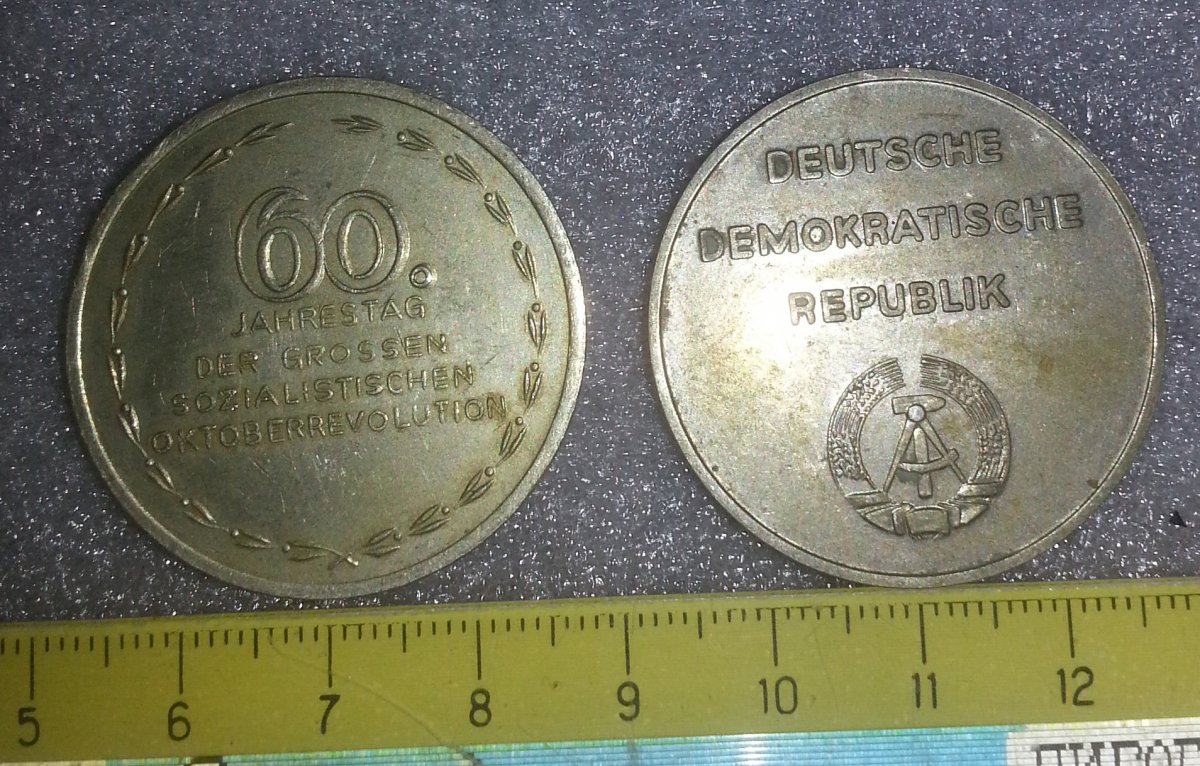 60.
JAHRESTAG
DER GROSSEN
SOZIALISTISCHEN
OKTOBERREVOLUTION
DEUTSCHE
DEMOKRATISCHE
REPUBLIK
5 6 7 8 9 10 11 12